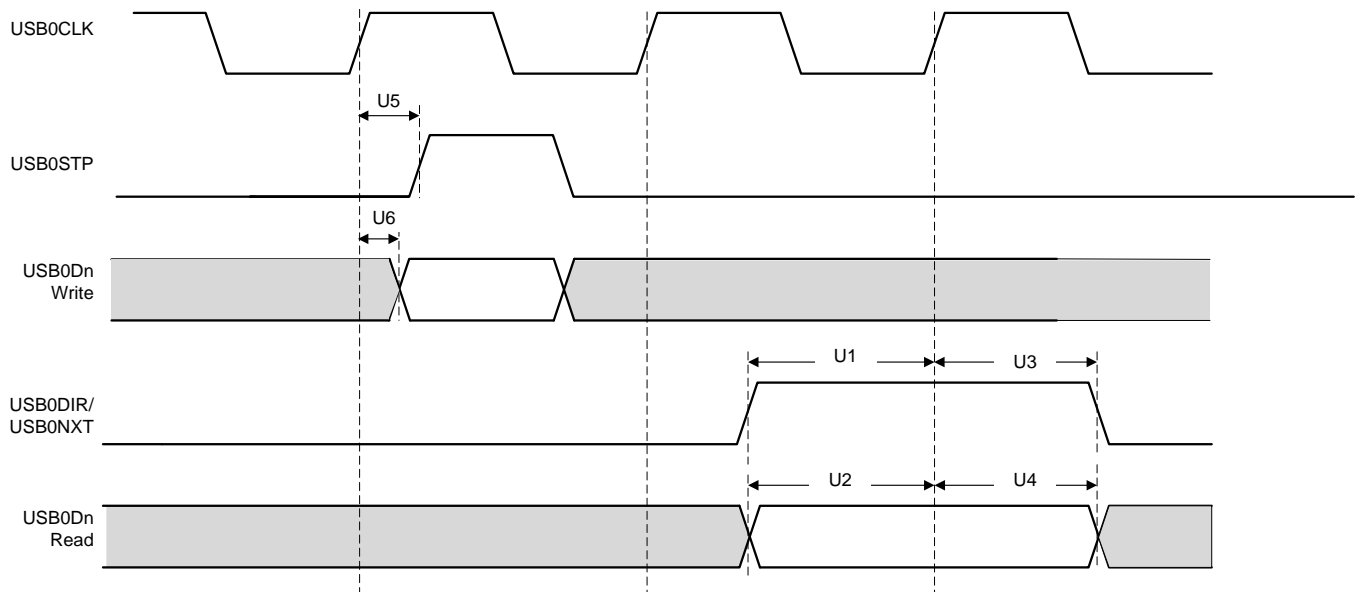 USB0CLK
U5
USB0STP
U6
USB0Dn
Write
U1
U3
USB0DIR/
USB0NXT
U2
U4
USB0Dn
Read